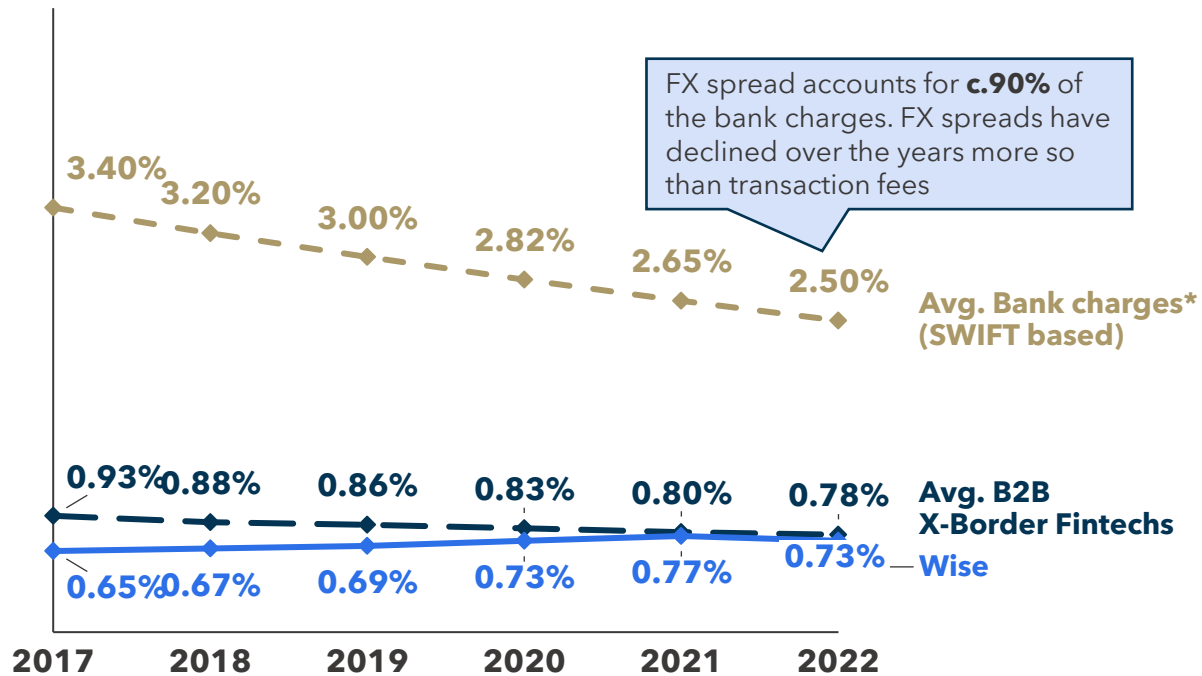 FX spread accounts for c.90% of
the bank charges. FX spreads have
declined over the years more so
than transaction fees
3.40%
3.20%
3.00%
2.82%
2.65%
2.50%
Avg. Bank charges*
(SWIFT based)
0.93%
0.88%
0.86%
0.83%
0.80%
0.78%
Avg. B2B
X-Border Fintechs
0.65%
0.67%
0.69%
0.73%
0.77%
0.73%
Wise
2017 2018 2019 2020 2021 2022